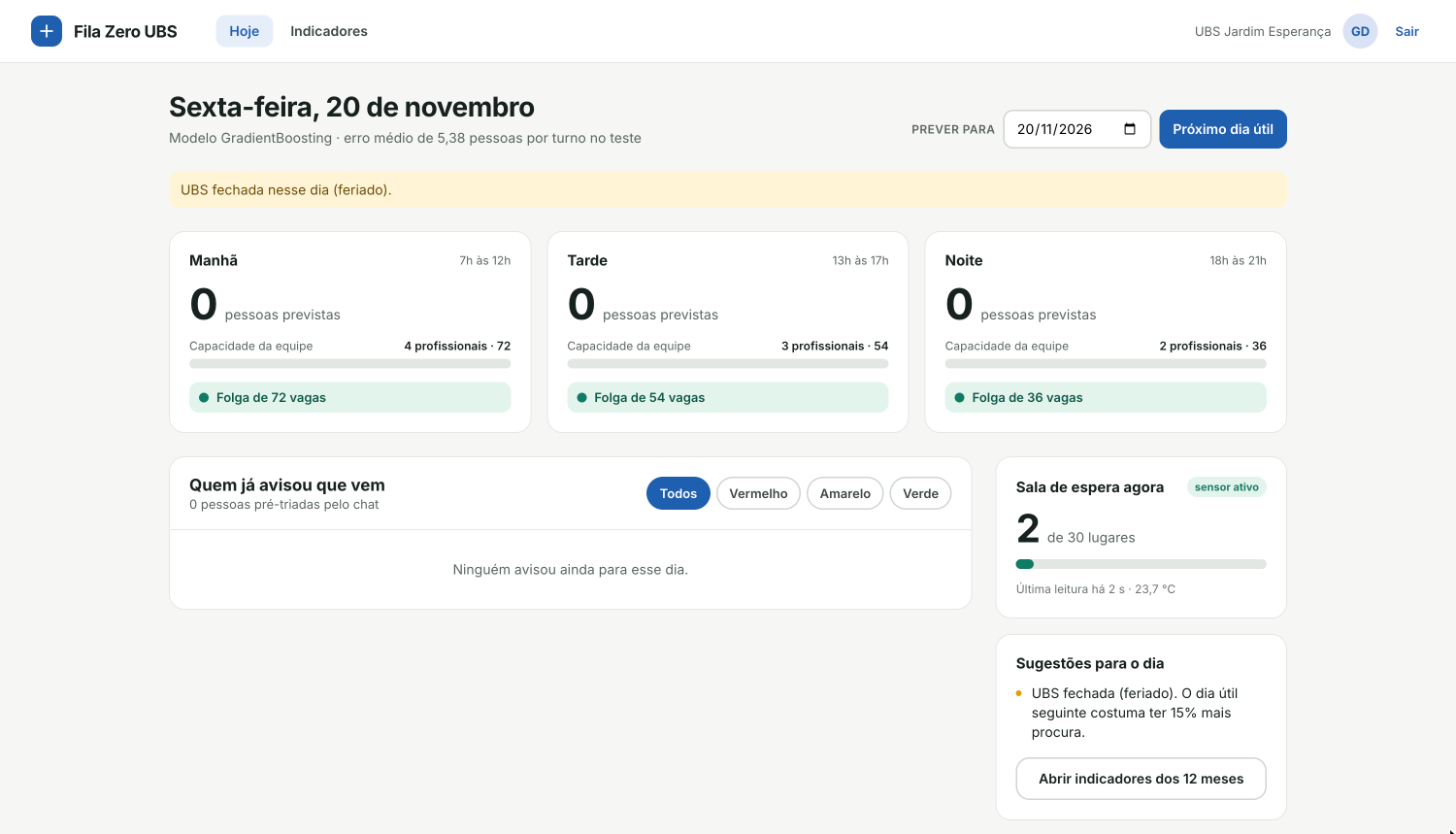 Fila Zero UBS
Hoje
Indicadores
UBS Jardim Esperança
GD
Sair
Sexta-feira, 20 de novembro
Modelo GradientBoosting · erro médio de 5,38 pessoas por turno no teste
PREVER PARA
20/11/2026
Próximo dia útil
UBS fechada nesse dia (feriado).
Manhã
7h às 12h
0 pessoas previstas
Capacidade da equipe
4 profissionais · 72
Folga de 72 vagas
Tarde
13h às 17h
0 pessoas previstas
Capacidade da equipe
3 profissionais · 54
Folga de 54 vagas
Noite
18h às 21h
0 pessoas previstas
Capacidade da equipe
2 profissionais · 36
Folga de 36 vagas
Quem já avisou que vem
0 pessoas pré-triadas pelo chat
Todos
Vermelho
Amarelo
Verde
Ninguém avisou ainda para esse dia.
Sala de espera agora
sensor ativo
2 de 30 lugares
Última leitura há 2 s · 23,7 °C
Sugestões para o dia
UBS fechada (feriado). O dia útil
seguinte costuma ter 15% mais
procura.
Abrir indicadores dos 12 meses